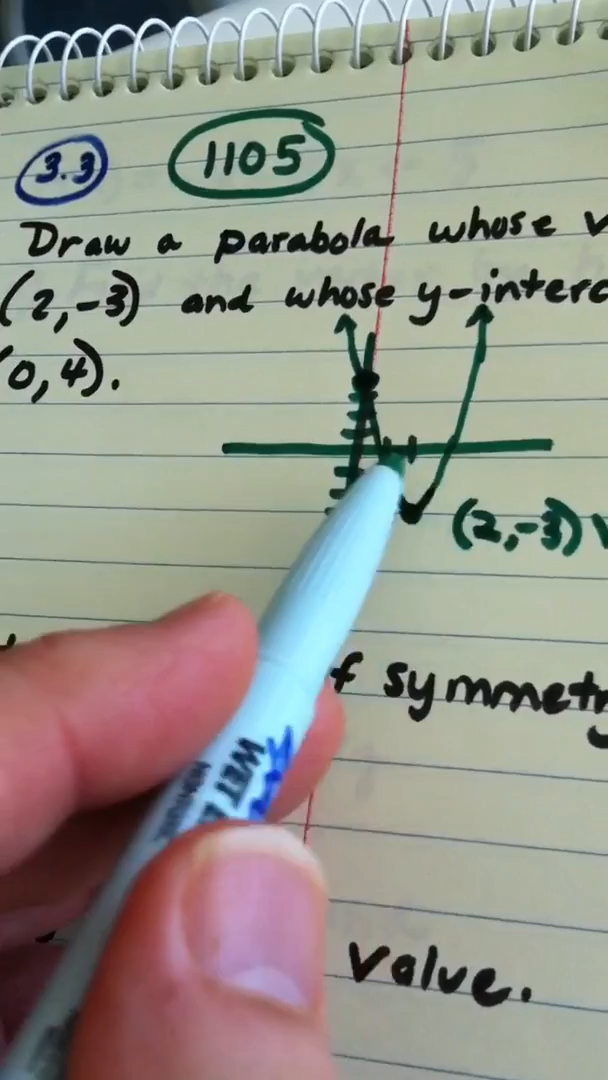 3.3 1105
Draw a parabola whose
(2,-3) and whose y-interc
0,4).
(2,-3)
f symmetr
WET
value.